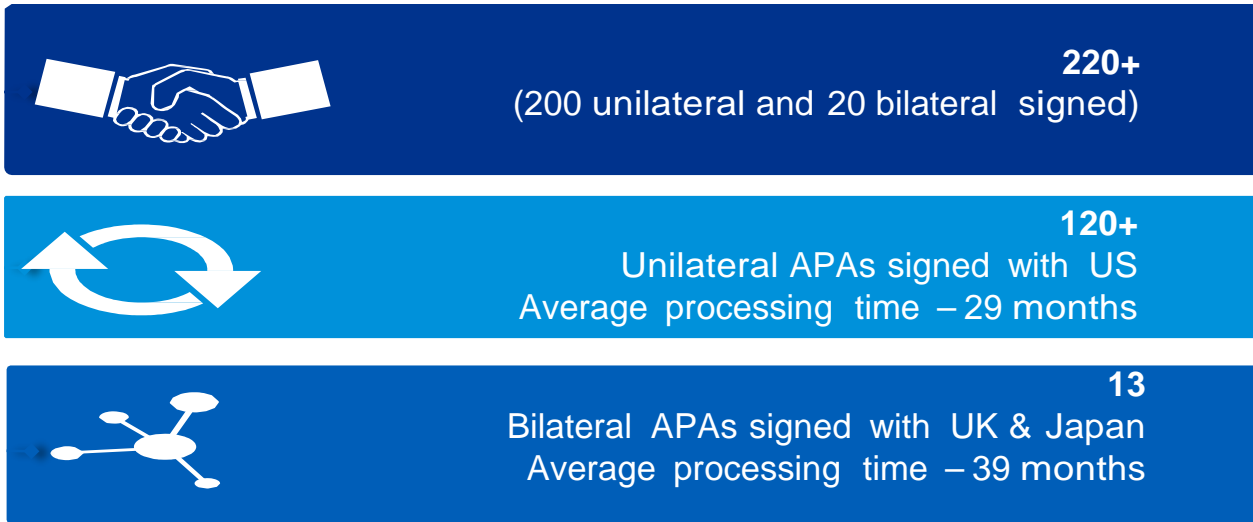 220+
(200 unilateral and 20 bilateral signed)
120+
Unilateral APAs signed with US
Average processing time – 29 months
13
Bilateral APAs signed with UK & Japan
Average processing time – 39 months